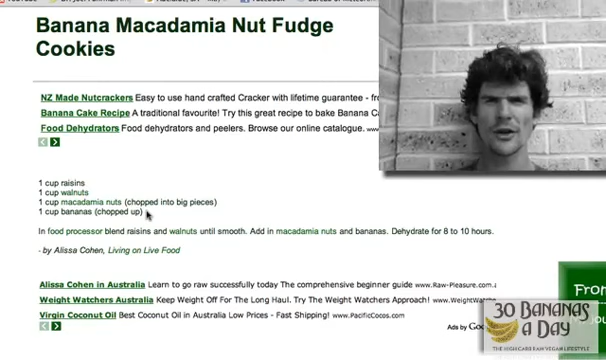 Banana Macadamia Nut Fudge
Cookies
NZ Made Nutcrackers Easy to use hand crafted Cracker with lifetime guarantee -
Banana Cake Recipe A traditional favourite! Try this great recipe to bake Banana
Food Dehydrators Food dehydrators and peelers. Browse our online catalogue.
1 cup raisins
1 cup walnuts
1 cup macadamia nuts (chopped into big pieces)
1 cup bananas (chopped up)
In food processor blend raisins and walnuts until smooth. Add in macadamia nuts and bananas. Dehydrate for 8 to 10 hours.
- by Alissa Cohen, Living on Live Food
Alissa Cohen in Australia Learn to go raw successfully today The comprehensive beginner guide www.Raw-Pleasure.com.a
Weight Watchers Australia Keep Weight Off For The Long Haul. Try The Weight Watchers Approach!
Virgin Coconut Oil Best Coconut Oil in Australia Low Prices - Fast Shipping! www.PacificCocos.com
Ads by
From
30 BANANAS
A DAY!
THE HIGH CARB RAW VEGAN LIFESTYLE